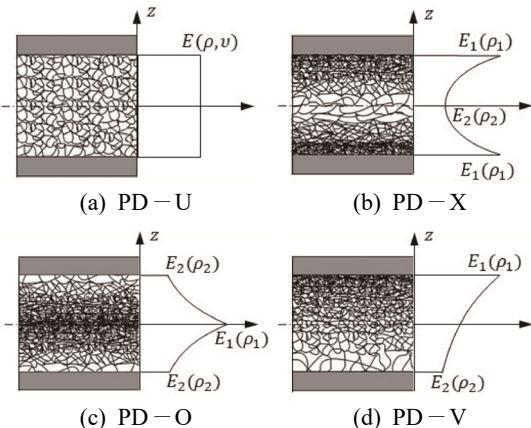 z
E(ρ,υ)
(a) PD－U
z
E₁(ρ₁)
E₂(ρ₂)
E₁(ρ₁)
(b) PD－X
z
E₂(ρ₂)
E₁(ρ₁)
E₂(ρ₂)
(c) PD－O
z
E₁(ρ₁)
E₂(ρ₂)
(d) PD－V